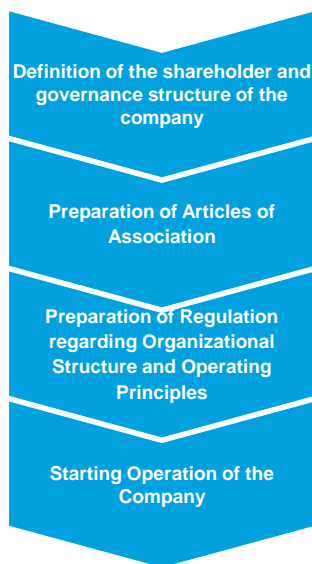 Definition of the shareholder and
governance structure of the
company
Preparation of Articles of
Association
Preparation of Regulation
regarding Organizational
Structure and Operating
Principles
Starting Operation of the
Company